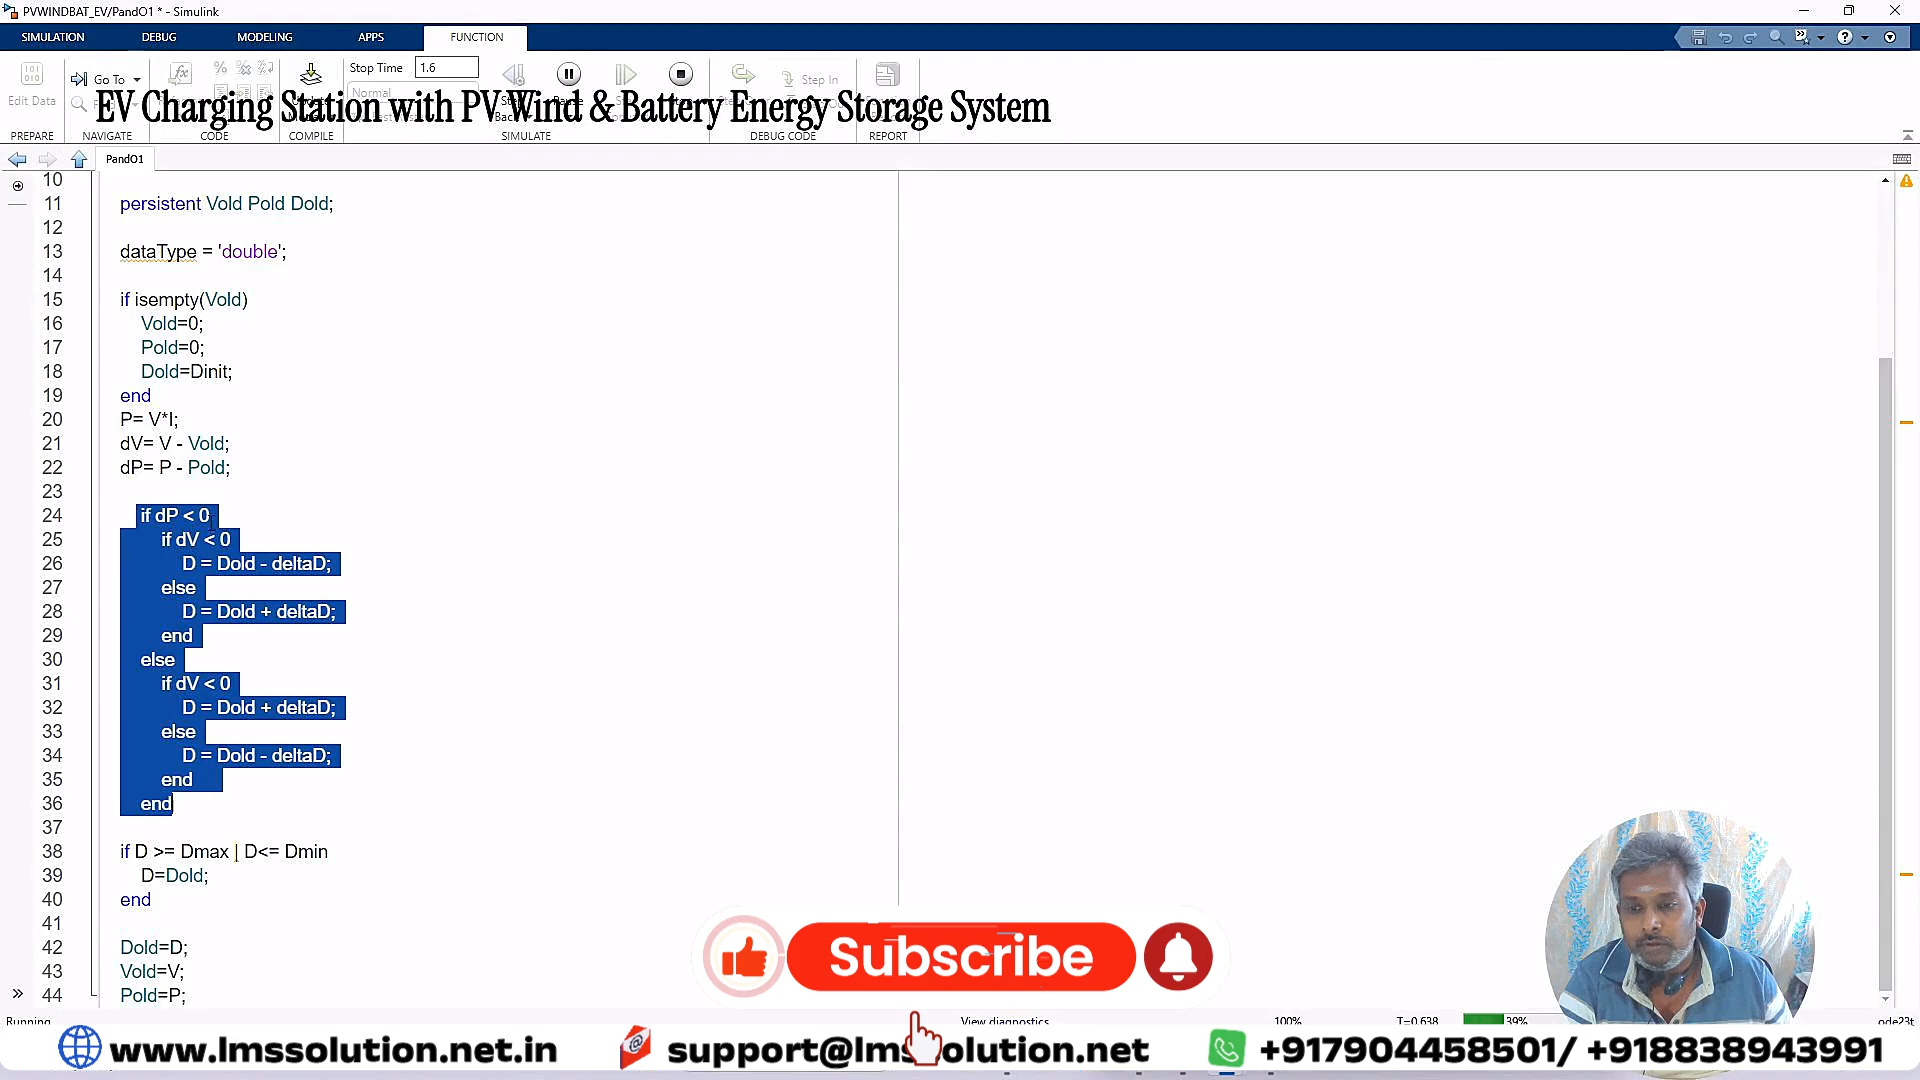 PVWINDBAT_EV/PandO1 * - Simulink
SIMULATION DEBUG MODELING APPS FUNCTION
Go To
Stop Time 1.6
Normal
Step In
Edit Data
EV Charging Station with PV Wind & Battery Energy Storage System
PREPARE NAVIGATE CODE COMPILE SIMULATE DEBUG CODE REPORT
PandO1
10
11 persistent Vold Pold Dold;
12
13 dataType = 'double';
14
15 if isempty(Vold)
16 Vold=0;
17 Pold=0;
18 Dold=Dinit;
19 end
20 P= V*I;
21 dV= V - Vold;
22 dP= P - Pold;
23
24 if dP < 0
25 if dV < 0
26 D = Dold - deltaD;
27 else
28 D = Dold + deltaD;
29 end
30 else
31 if dV < 0
32 D = Dold + deltaD;
33 else
34 D = Dold - deltaD;
35 end
36 end
37
38 if D >= Dmax | D<= Dmin
39 D=Dold;
40 end
41
42 Dold=D;
43 Vold=V;
44 Pold=P;
Subscribe
Running View diagnostics 100% T=0.638 39% ode23t
www.lmssolution.net.in support@lmssolution.net +917904458501/ +918838943991